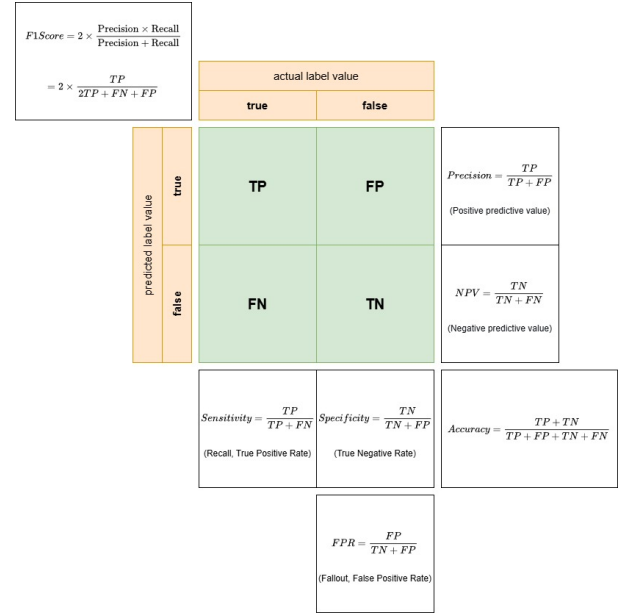 F1Score = 2 × Precision × Recall / Precision + Recall
= 2 × TP / 2TP + FN + FP
actual label value
true false
predicted label value
true
false
TP FP
FN TN
Precision = TP / TP + FP
(Positive predictive value)
NPV = TN / TN + FN
(Negative predictive value)
Sensitivity = TP / TP + FN
(Recall, True Positive Rate)
Specificity = TN / TN + FP
(True Negative Rate)
Accuracy = TP + TN / TP + FP + TN + FN
FPR = FP / TN + FP
(Fallout, False Positive Rate)